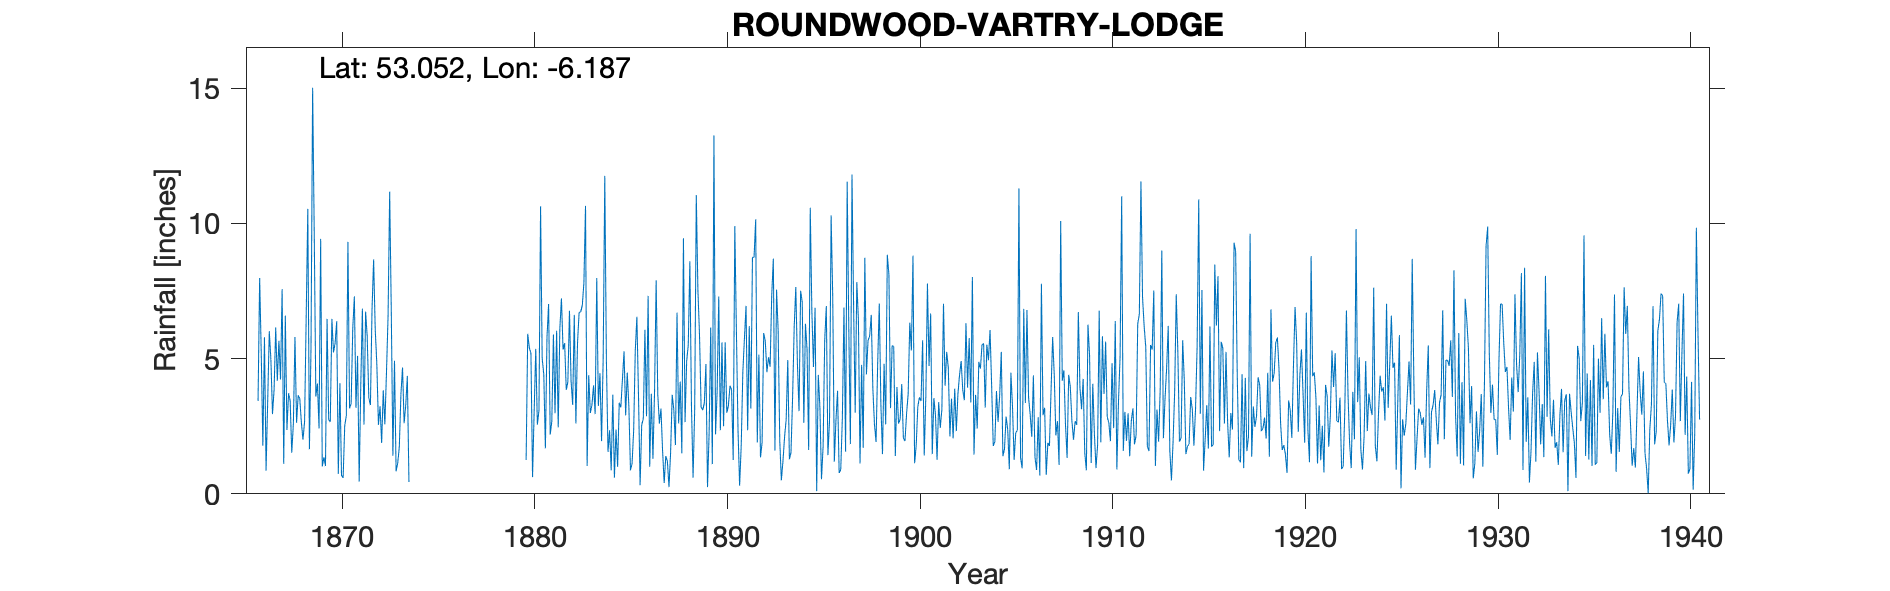 ROUNDWOOD-VARTRY-LODGE
Lat: 53.052, Lon: -6.187
15
10
5
0
Rainfall [inches]
1870 1880 1890 1900 1910 1920 1930 1940
Year